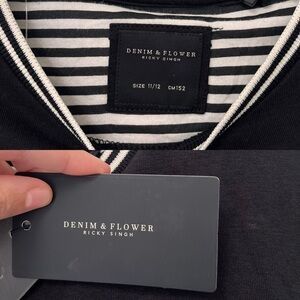 DENIM & FLOWER
RICKY SINGH
SIZE 11/12 CM152
DENIM & FLOWER
RICKY SINGH